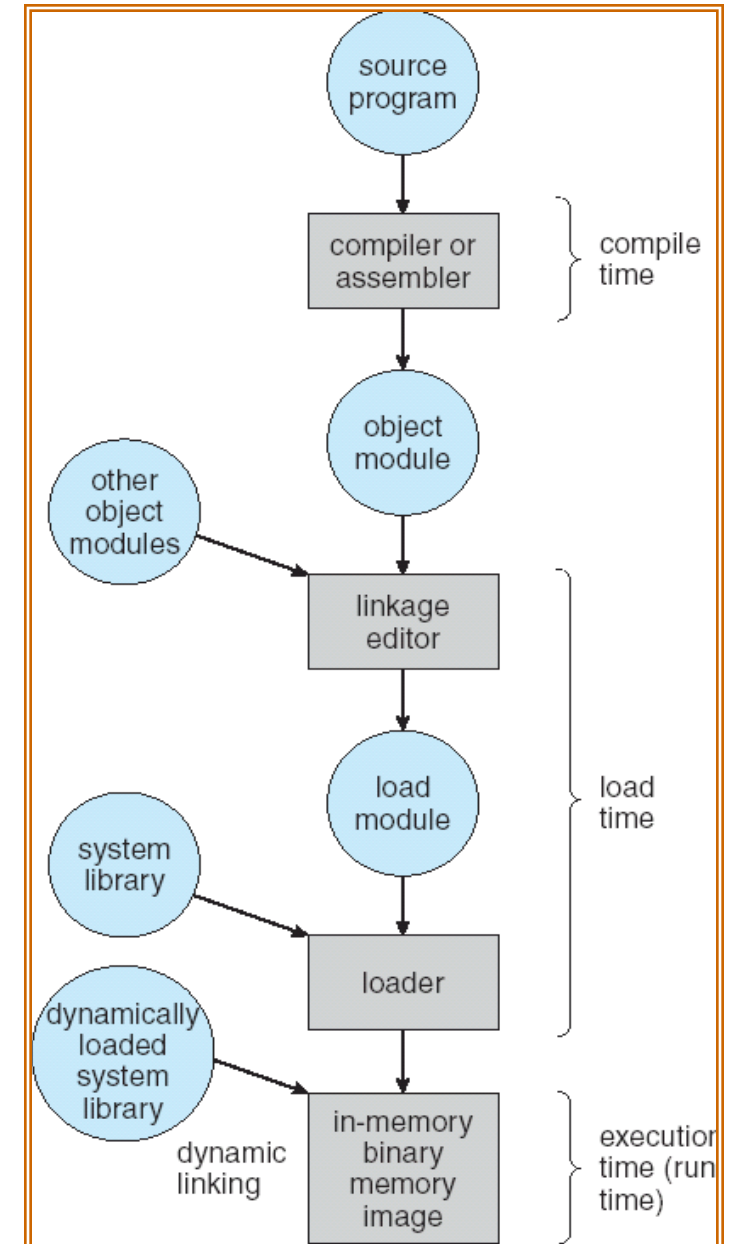 source
program
compiler or
assembler
compile
time
object
module
other
object
modules
linkage
editor
load
module
load
time
system
library
loader
dynamically
loaded
system
library
dynamic
linking
in-memory
binary
memory
image
execution
time (run
time)